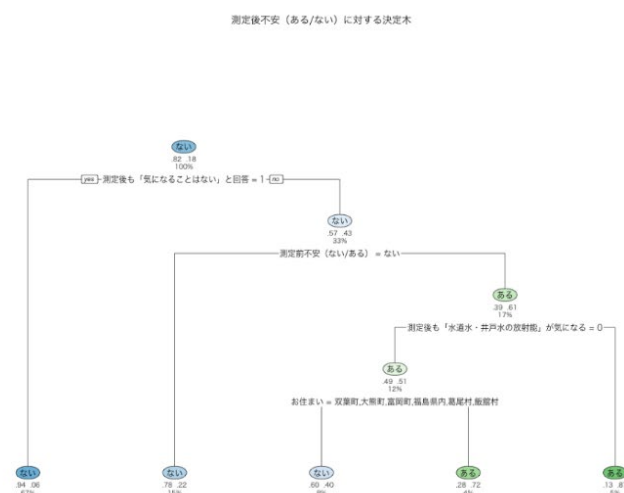 測定後不安（ある/ない）に対する決定木
ない
.82 .18
100%
yes 測定後も「気になることはない」と回答 = 1 no
ない
.57 .43
33%
測定前不安（ない/ある） = ない
ある
.39 .61
17%
測定後も「水道水・井戸水の放射能」が気になる = 0
ある
.49 .51
12%
お住まい = 双葉町,大熊町,富岡町,福島県内,葛尾村,飯舘村
ない ない ない ある ある
.94 .06 .78 .22 .60 .40 .28 .72 .13 .87